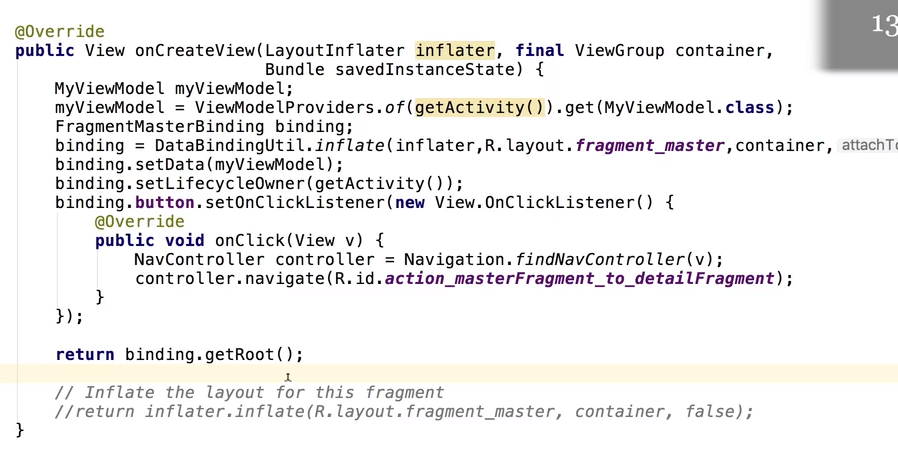 13
@Override
public View onCreateView(LayoutInflater inflater, final ViewGroup container,
Bundle savedInstanceState) {
MyViewModel myViewModel;
myViewModel = ViewModelProviders.of(getActivity()).get(MyViewModel.class);
FragmentMasterBinding binding;
binding = DataBindingUtil.inflate(inflater,R.layout.fragment_master,container,
binding.setData(myViewModel);
binding.setLifecycleOwner(getActivity());
binding.button.setOnClickListener(new View.OnClickListener() {
@Override
public void onClick(View v) {
NavController controller = Navigation.findNavController(v);
controller.navigate(R.id.action_masterFragment_to_detailFragment);
}
});
return binding.getRoot();
// Inflate the layout for this fragment
//return inflater.inflate(R.layout.fragment_master, container, false);
}